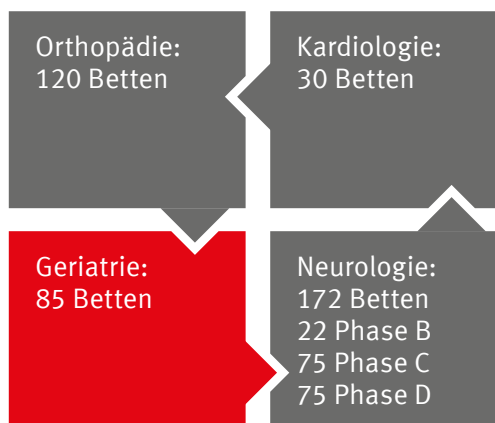 Orthopädie:
120 Betten
Kardiologie:
30 Betten
Geriatrie:
85 Betten
Neurologie:
172 Betten
22 Phase B
75 Phase C
75 Phase D